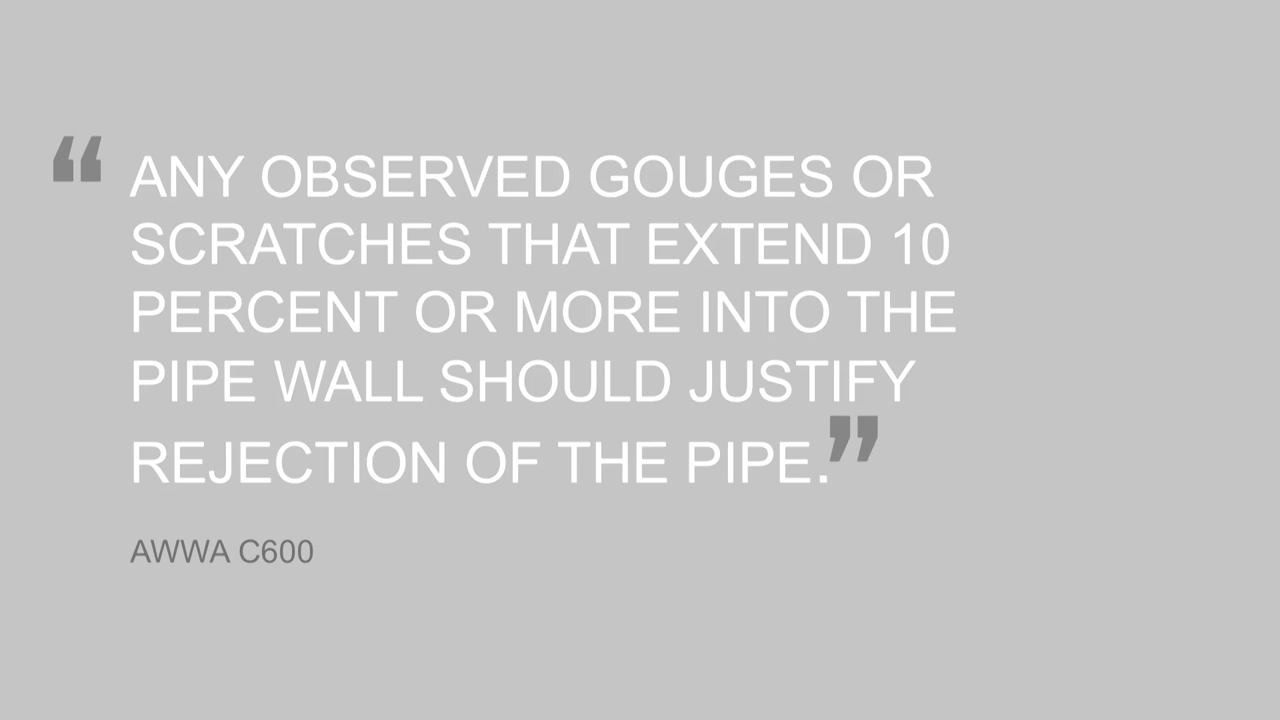 “ANY OBSERVED GOUGES OR
SCRATCHES THAT EXTEND 10
PERCENT OR MORE INTO THE
PIPE WALL SHOULD JUSTIFY
REJECTION OF THE PIPE.”
AWWA C600